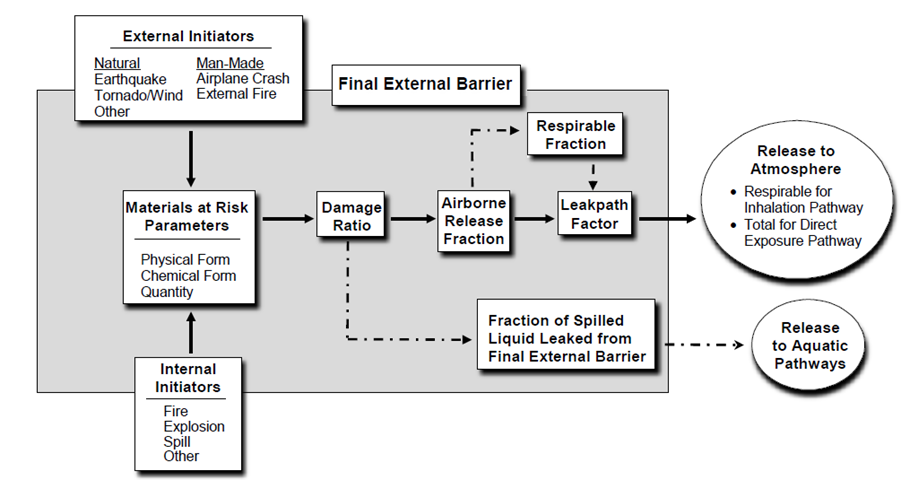 External Initiators
Natural
Earthquake
Tornado/Wind
Other
Man-Made
Airplane Crash
External Fire
Final External Barrier
Respirable
Fraction
Materials at Risk
Parameters
Physical Form
Chemical Form
Quantity
Damage
Ratio
Airborne
Release
Fraction
Leakpath
Factor
Release to
Atmosphere
• Respirable for
Inhalation Pathway
• Total for Direct
Exposure Pathway
Fraction of Spilled
Liquid Leaked from
Final External Barrier
Release
to Aquatic
Pathways
Internal
Initiators
Fire
Explosion
Spill
Other